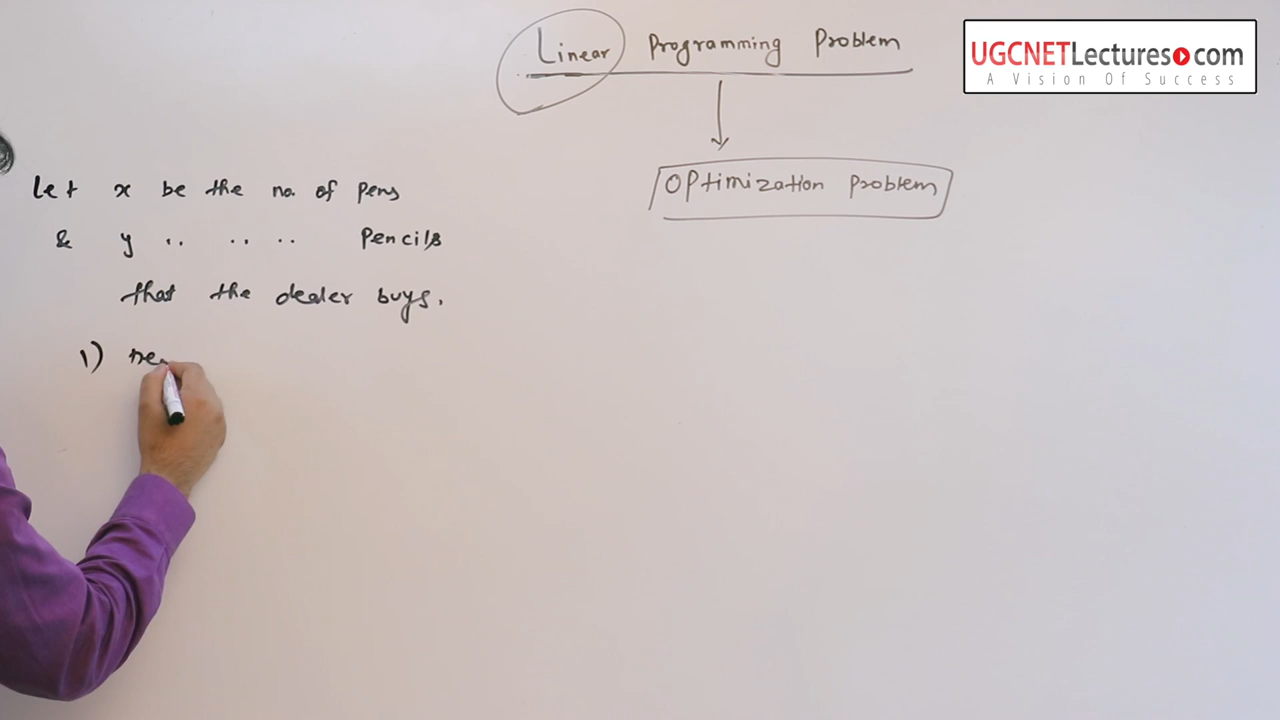 Linear Programming Problem
UGCNETLectures.com
A Vision Of Success
Optimization Problem
Let x be the no. of pens
& y .. .. .. Pencils
that the dealer buys.
1) ne